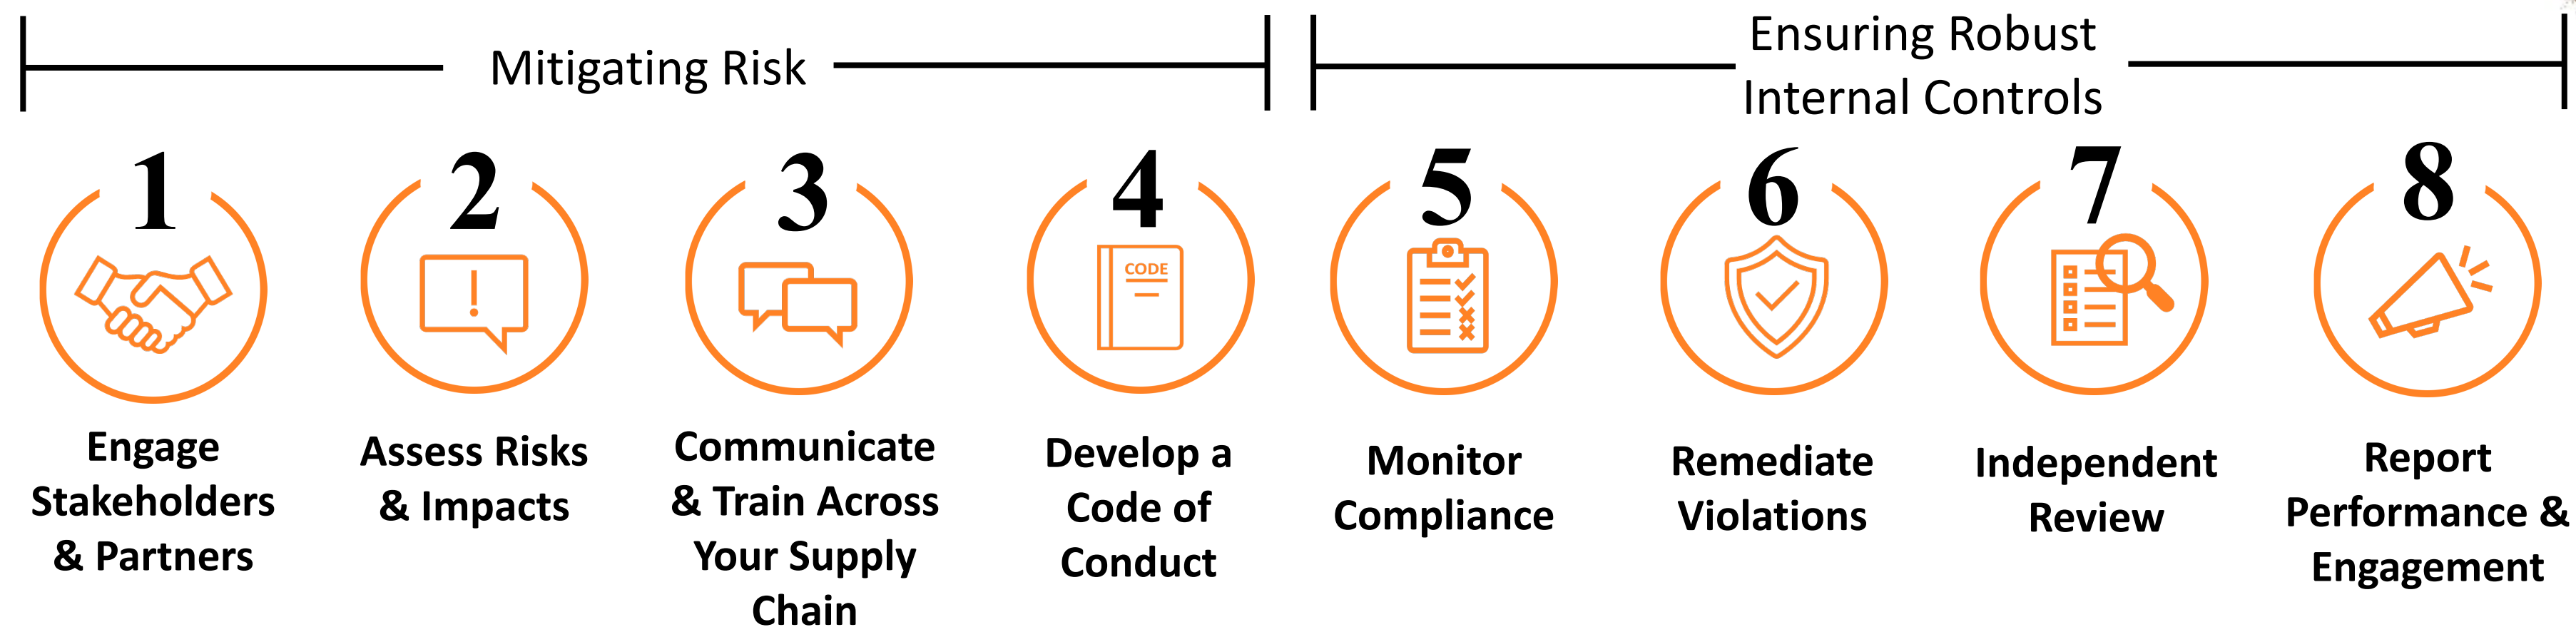 Mitigating Risk
Ensuring Robust
Internal Controls
1
Engage
Stakeholders
& Partners
2
Assess Risks
& Impacts
3
Communicate
& Train Across
Your Supply
Chain
4
CODE
Develop a
Code of
Conduct
5
Monitor
Compliance
6
Remediate
Violations
7
Independent
Review
8
Report
Performance &
Engagement